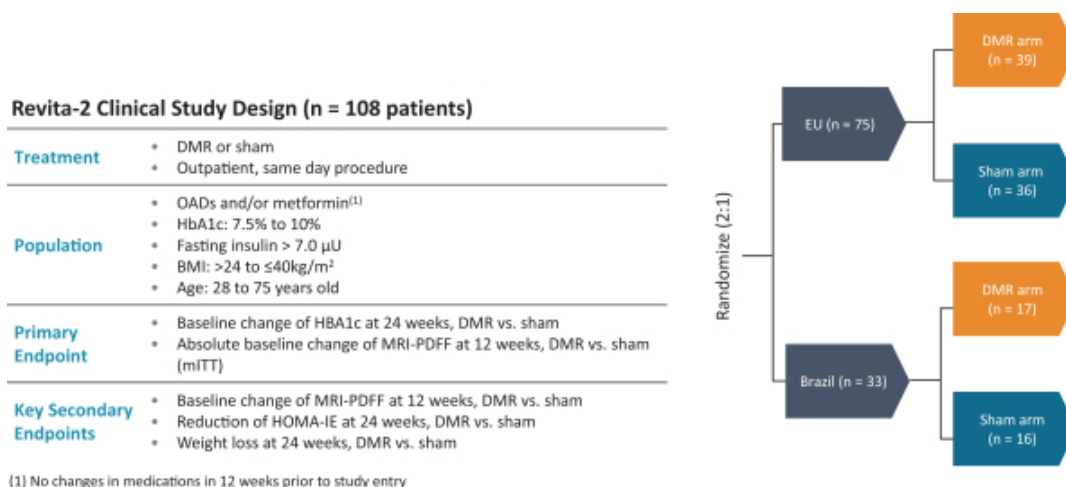 Revita-2 Clinical Study Design (n = 108 patients)
Treatment
• DMR or sham
• Outpatient, same day procedure
Population
• OADs and/or metformin(1)
• HbA1c: 7.5% to 10%
• Fasting insulin > 7.0 µU
• BMI: >24 to ≤40kg/m2
• Age: 28 to 75 years old
Primary
Endpoint
• Baseline change of HBA1c at 24 weeks, DMR vs. sham
• Absolute baseline change of MRI-PDFF at 12 weeks, DMR vs. sham
(mITT)
Key Secondary
Endpoints
• Baseline change of MRI-PDFF at 12 weeks, DMR vs. sham
• Reduction of HOMA-IE at 24 weeks, DMR vs. sham
• Weight loss at 24 weeks, DMR vs. sham
(1) No changes in medications in 12 weeks prior to study entry
Randomize (2:1)
EU (n = 75)
DMR arm
(n = 39)
Sham arm
(n = 36)
Brazil (n = 33)
DMR arm
(n = 17)
Sham arm
(n = 16)